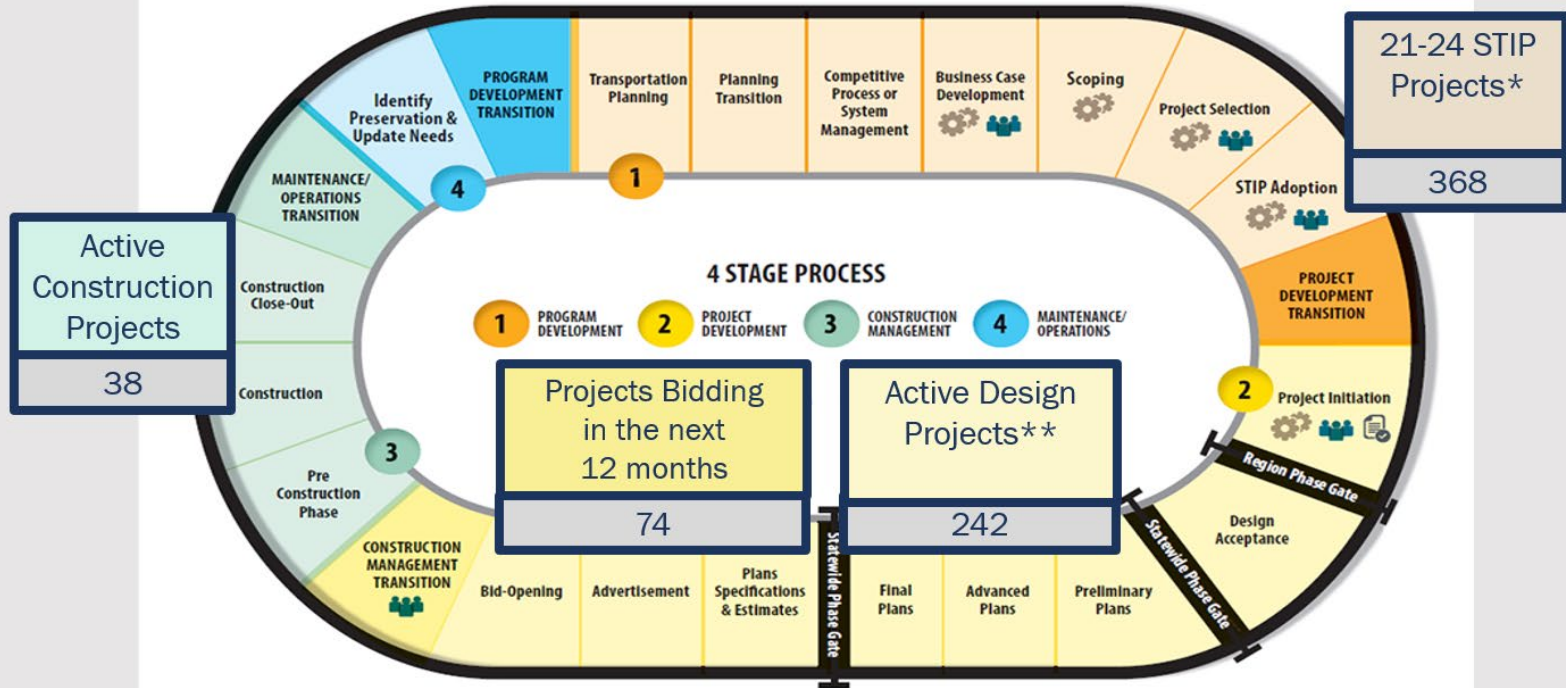 PROGRAM
DEVELOPMENT
TRANSITION
Transportation
Planning
Planning
Transition
Competitive
Process or
System
Management
Business Case
Development
Scoping
Project Selection
STIP Adoption
21-24 STIP
Projects*
368
PROJECT
DEVELOPMENT
TRANSITION
2
Project Initiation
Region Phase Gate
Design
Acceptance
Statewide Phase Gate
Preliminary
Plans
Advanced
Plans
Final
Plans
Statewide Phase Gate
Plans
Specifications
& Estimates
Advertisement
Bid-Opening
CONSTRUCTION
MANAGEMENT
TRANSITION
Pre
Construction
Phase
3
Construction
Construction
Close-Out
Active
Construction
Projects
38
MAINTENANCE/
OPERATIONS
TRANSITION
Identify
Preservation &
Update Needs
4
1
4 STAGE PROCESS
1 PROGRAM
DEVELOPMENT
2 PROJECT
DEVELOPMENT
3 CONSTRUCTION
MANAGEMENT
4 MAINTENANCE/
OPERATIONS
Projects Bidding
in the next
12 months
74
Active Design
Projects**
242